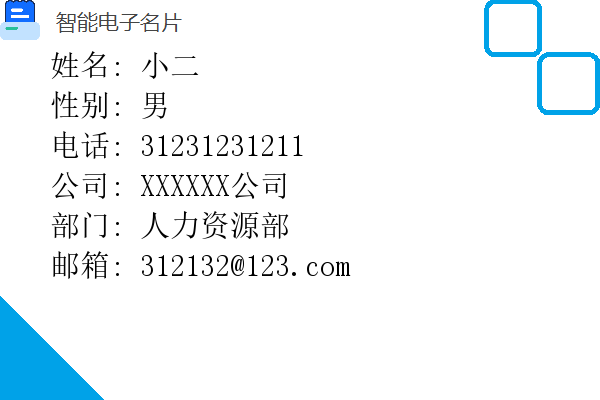 智能电子名片
姓名: 小二
性别: 男
电话: 31231231211
公司: XXXXXX公司
部门: 人力资源部
邮箱: 312132@123.com